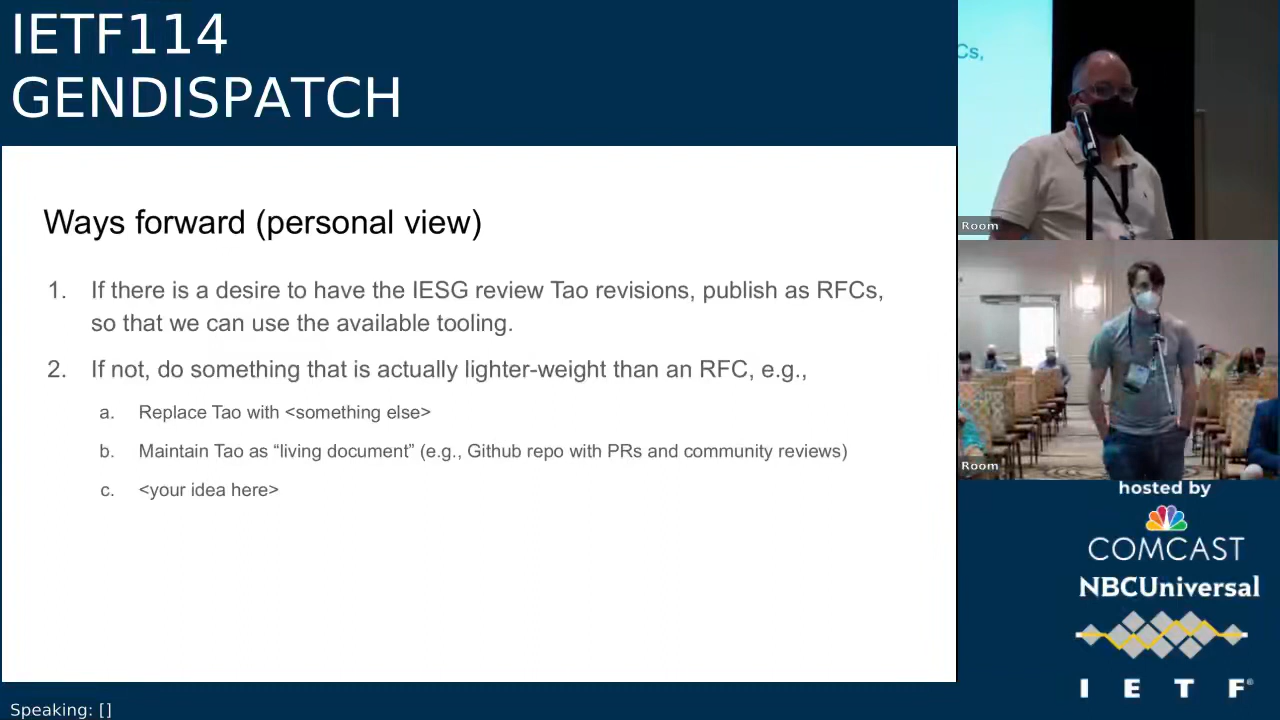 IETF114
GENDISPATCH
Cs,
Room
Ways forward (personal view)
1. If there is a desire to have the IESG review Tao revisions, publish as RFCs,
so that we can use the available tooling.
2. If not, do something that is actually lighter-weight than an RFC, e.g.,
a. Replace Tao with <something else>
b. Maintain Tao as “living document” (e.g., Github repo with PRs and community reviews)
c. <your idea here>
Room
hosted by
COMCAST
NBCUniversal
I E T F®
Speaking: []